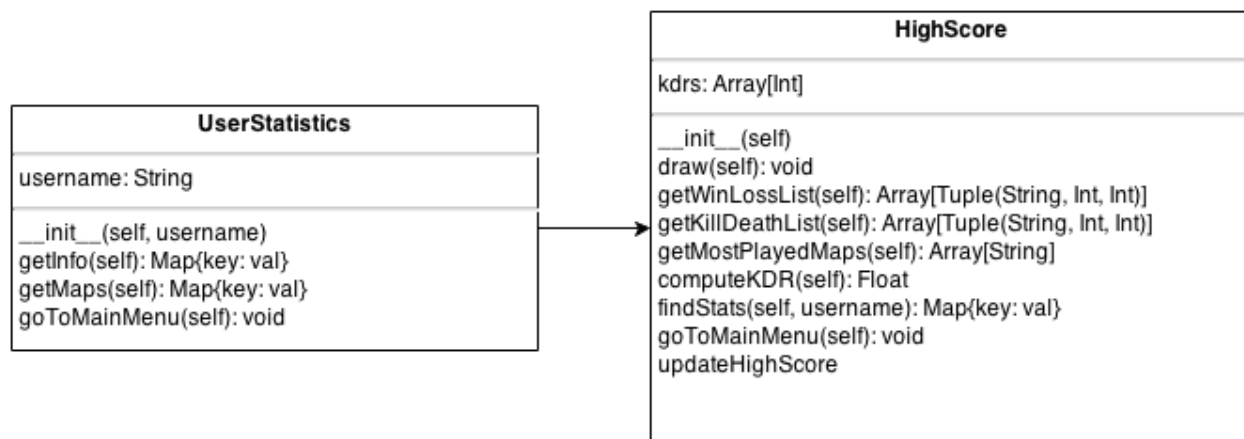 UserStatistics
username: String
__init__(self, username)
getInfo(self): Map{key: val}
getMaps(self): Map{key: val}
goToMainMenu(self): void
HighScore
kdrs: Array[Int]
__init__(self)
draw(self): void
getWinLossList(self): Array[Tuple(String, Int, Int)]
getKillDeathList(self): Array[Tuple(String, Int, Int)]
getMostPlayedMaps(self): Array[String]
computeKDR(self): Float
findStats(self, username): Map{key: val}
goToMainMenu(self): void
updateHighScore